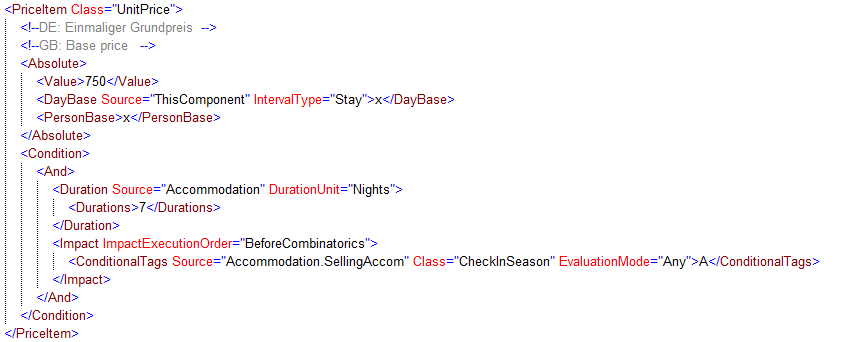 <PriceItem Class="UnitPrice">
<!--DE: Einmaliger Grundpreis -->
<!--GB: Base price -->
<Absolute>
<Value>750</Value>
<DayBase Source="ThisComponent" IntervalType="Stay">x</DayBase>
<PersonBase>x</PersonBase>
</Absolute>
<Condition>
<And>
<Duration Source="Accommodation" DurationUnit="Nights">
<Durations>7</Durations>
</Duration>
<Impact ImpactExecutionOrder="BeforeCombinatorics">
<ConditionalTags Source="Accommodation.SellingAccom" Class="CheckInSeason" EvaluationMode="Any">A</ConditionalTags>
</Impact>
</And>
</Condition>
</PriceItem>